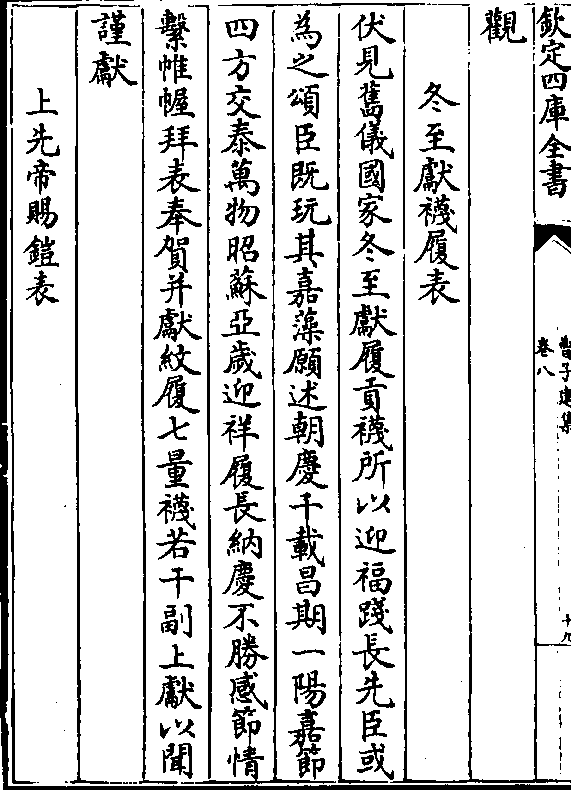 欽定四庫全書
曹子建集
卷八
十九
觀
冬至獻襪履表
伏見舊儀國家冬至獻履貢襪所以迎福踐長先臣或
為之頌臣既玩其嘉藻願述朝慶千載昌期一陽嘉節
四方交泰萬物昭蘇亞歲迎祥履長納慶不勝感節情
繫帷幄拜表奉賀并獻紋履七量襪若干副上獻以聞
謹獻
上先帝賜鎧表